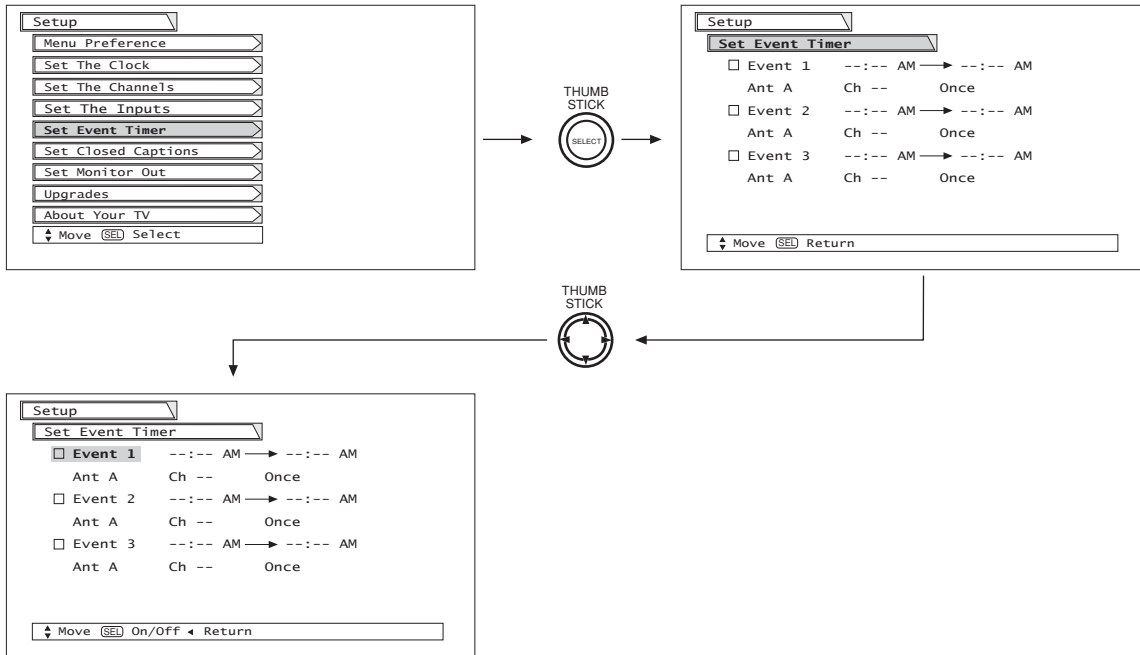 Setup
Menu Preference
Set The Clock
Set The Channels
Set The Inputs
Set Event Timer
Set Closed Captions
Set Monitor Out
Upgrades
About Your TV
Move SEL Select
THUMB
STICK
SELECT
Setup
Set Event Timer
Event 1 --:-- AM --:-- AM
Ant A Ch -- Once
Event 2 --:-- AM --:-- AM
Ant A Ch -- Once
Event 3 --:-- AM --:-- AM
Ant A Ch -- Once
Move SEL Return
THUMB
STICK
Setup
Set Event Timer
Event 1 --:-- AM --:-- AM
Ant A Ch -- Once
Event 2 --:-- AM --:-- AM
Ant A Ch -- Once
Event 3 --:-- AM --:-- AM
Ant A Ch -- Once
Move SEL On/Off Return